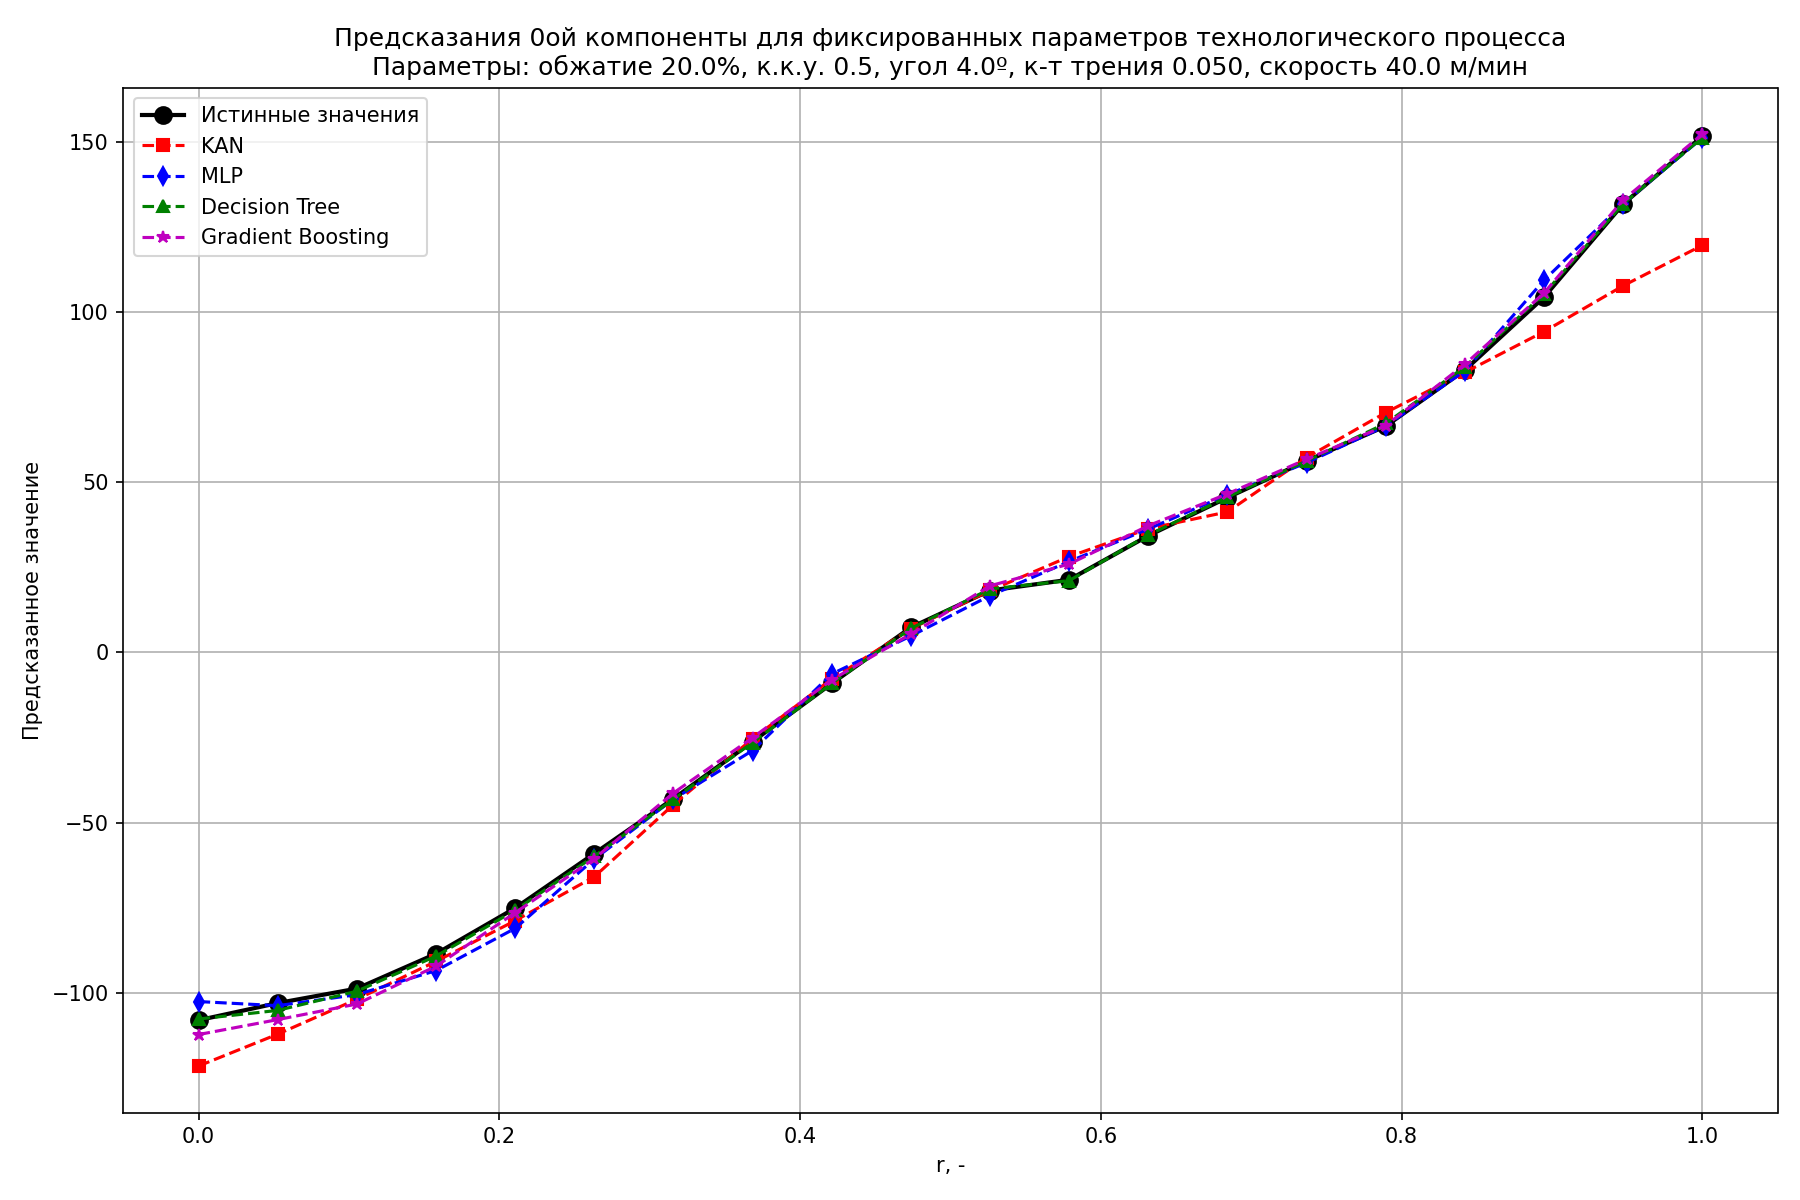 Предсказания 0ой компоненты для фиксированных параметров технологического процесса
Параметры: обжатие 20.0%, к.к.у. 0.5, угол 4.0º, к-т трения 0.050, скорость 40.0 м/мин
Истинные значения
KAN
MLP
Decision Tree
Gradient Boosting
Предсказанное значение
150
100
50
0
−50
−100
0.0
0.2
0.4
0.6
0.8
1.0
r, -